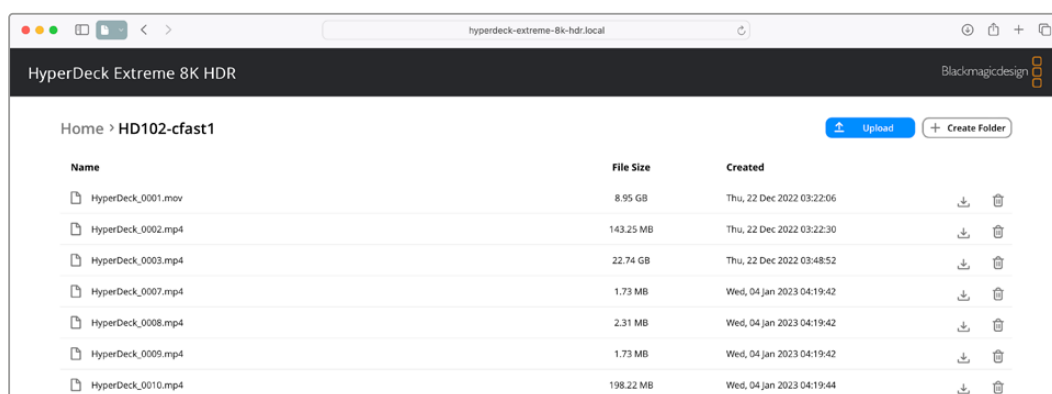 hyperdeck-extreme-8k-hdr.local
HyperDeck Extreme 8K HDR
Blackmagicdesign
Home > HD102-cfast1
Upload
+ Create Folder
Name File Size Created
HyperDeck_0001.mov 8.95 GB Thu, 22 Dec 2022 03:22:06
HyperDeck_0002.mp4 143.25 MB Thu, 22 Dec 2022 03:22:30
HyperDeck_0003.mp4 22.74 GB Thu, 22 Dec 2022 03:48:52
HyperDeck_0007.mp4 1.73 MB Wed, 04 Jan 2023 04:19:42
HyperDeck_0008.mp4 2.31 MB Wed, 04 Jan 2023 04:19:42
HyperDeck_0009.mp4 1.73 MB Wed, 04 Jan 2023 04:19:42
HyperDeck_0010.mp4 198.22 MB Wed, 04 Jan 2023 04:19:44